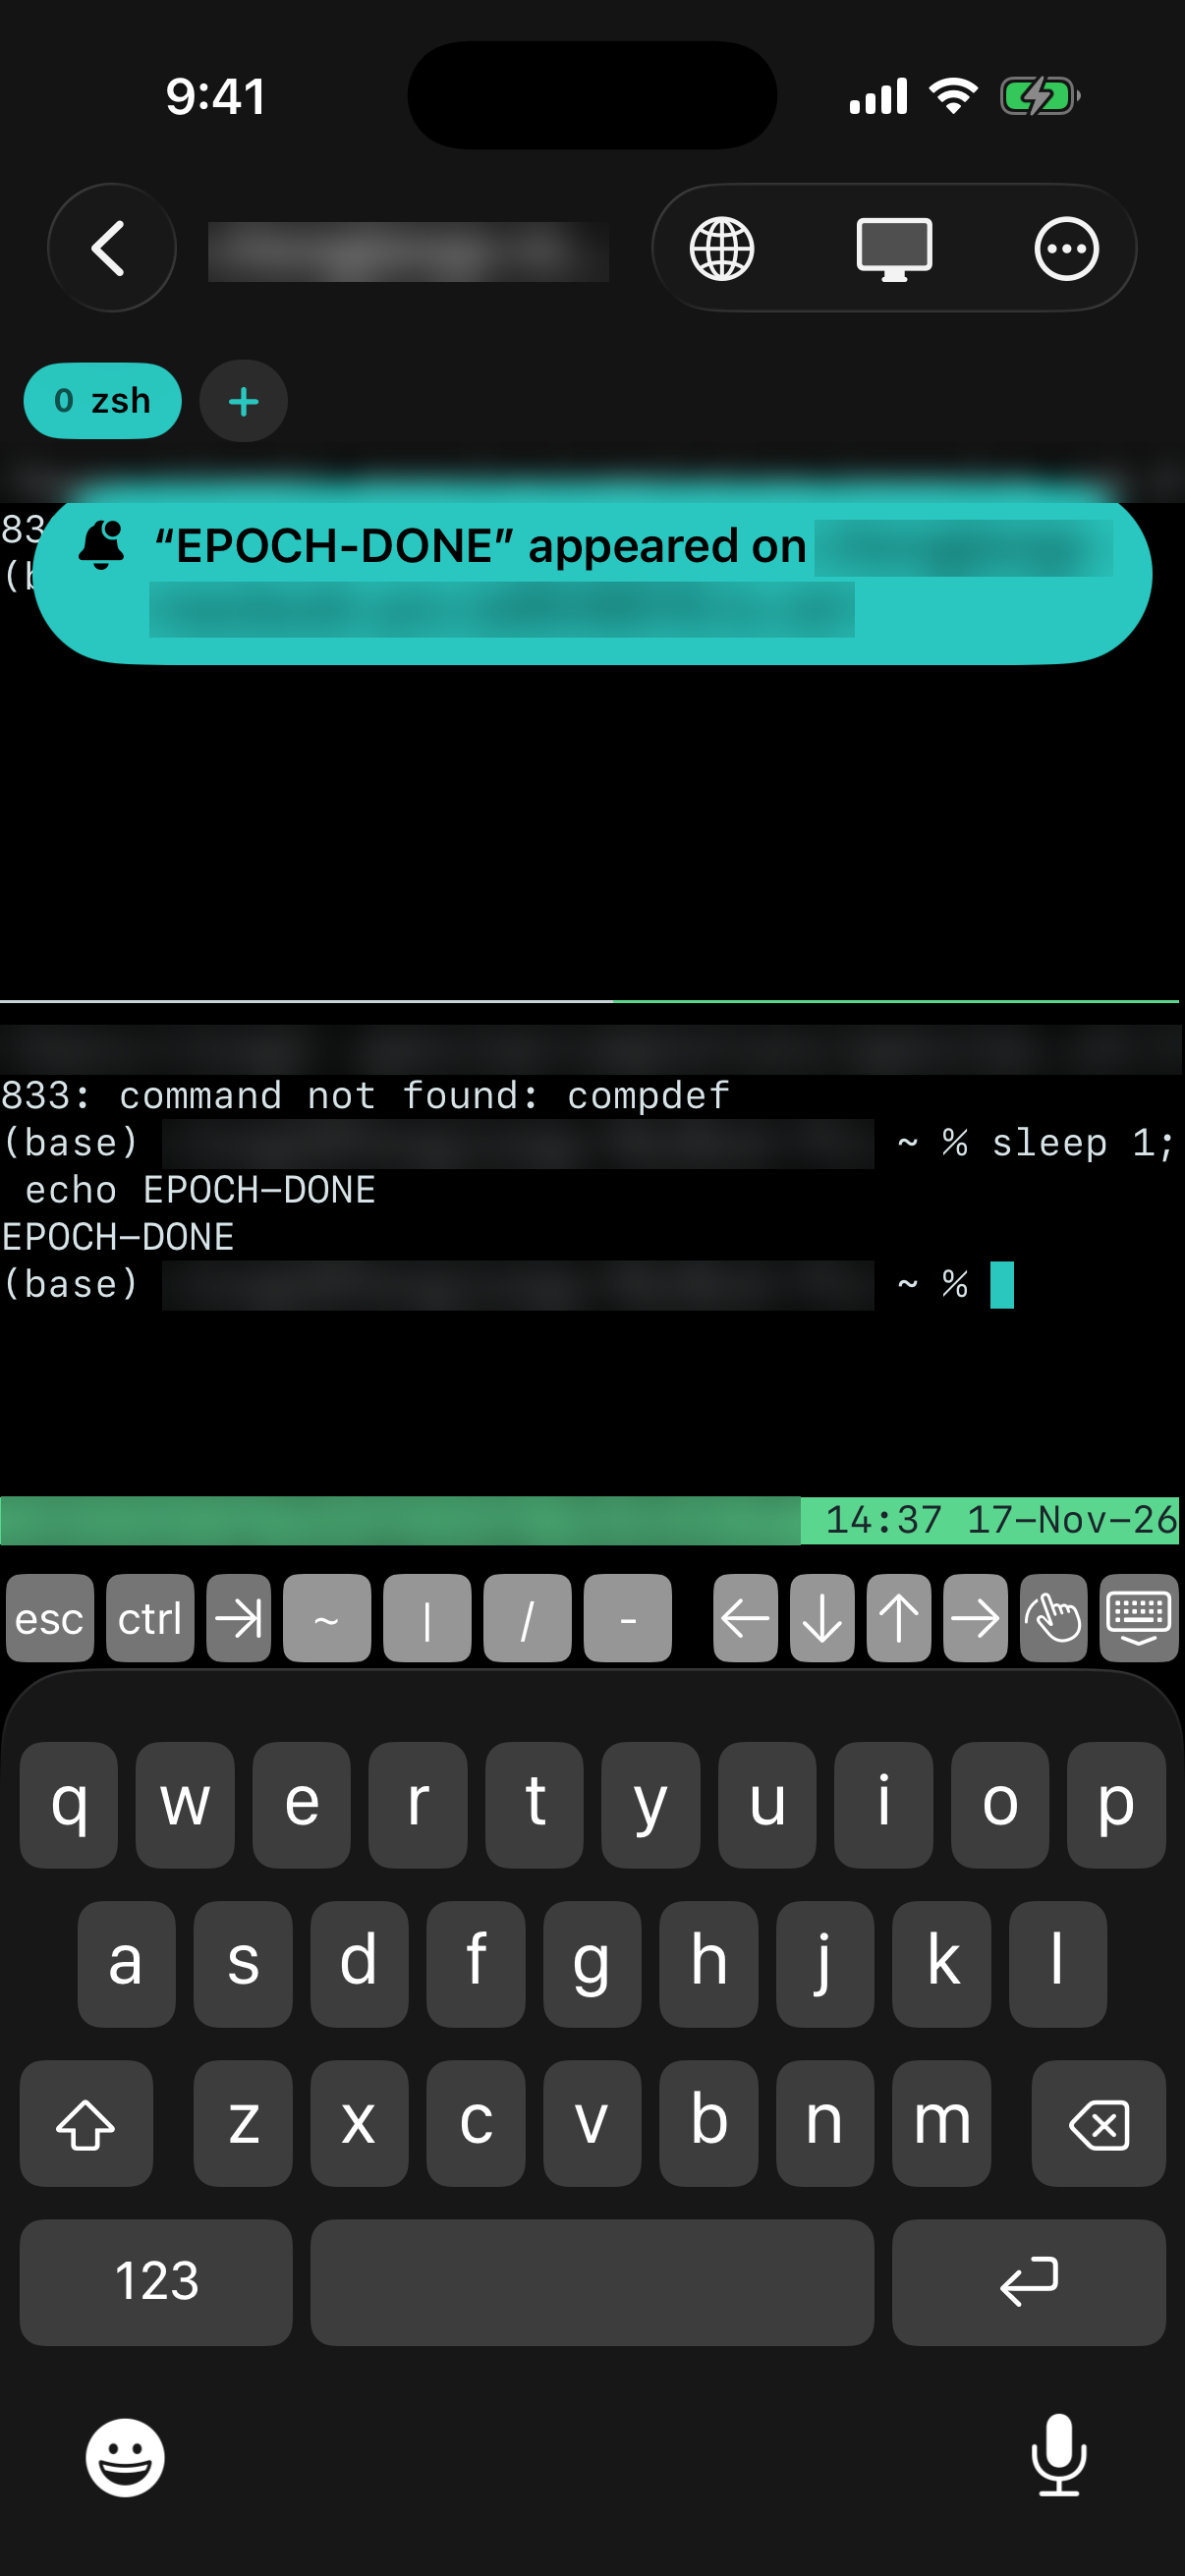 9:41
0 zsh +
83
(b
“EPOCH-DONE” appeared on
833: command not found: compdef
(base) ~ % sleep 1;
echo EPOCH-DONE
EPOCH-DONE
(base) ~ %
14:37 17-Nov-26
esc ctrl ~ | / -
q w e r t y u i o p
a s d f g h j k l
z x c v b n m
123